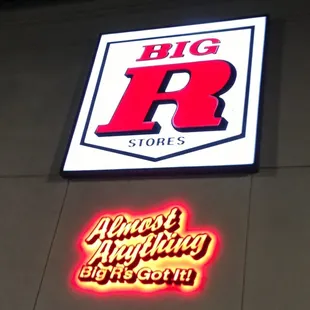 BIG
R
STORES
Almost
Anything
Big R's Got It!